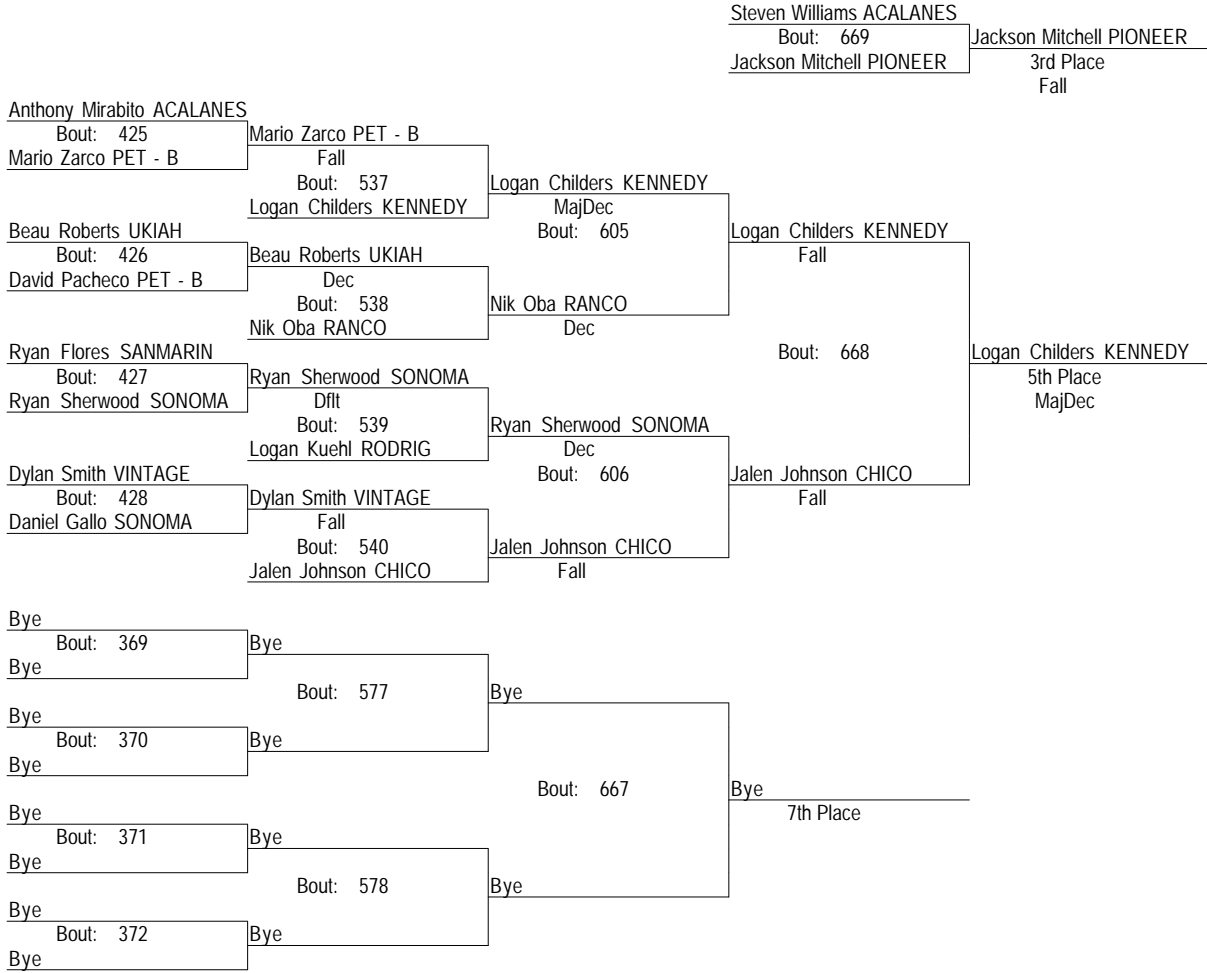 Steven Williams ACALANES
Bout: 669
Jackson Mitchell PIONEER
Jackson Mitchell PIONEER
3rd Place
Fall
Anthony Mirabito ACALANES
Bout: 425
Mario Zarco PET - B
Mario Zarco PET - B
Fall
Bout: 537
Logan Childers KENNEDY
Logan Childers KENNEDY
MajDec
Bout: 605
Beau Roberts UKIAH
Bout: 426
David Pacheco PET - B
Beau Roberts UKIAH
Dec
Bout: 538
Nik Oba RANCO
Nik Oba RANCO
Dec
Logan Childers KENNEDY
Fall
Bout: 668
Logan Childers KENNEDY
5th Place
MajDec
Ryan Flores SANMARIN
Bout: 427
Ryan Sherwood SONOMA
Ryan Sherwood SONOMA
Dflt
Bout: 539
Logan Kuehl RODRIG
Ryan Sherwood SONOMA
Dec
Bout: 606
Dylan Smith VINTAGE
Bout: 428
Daniel Gallo SONOMA
Dylan Smith VINTAGE
Fall
Bout: 540
Jalen Johnson CHICO
Jalen Johnson CHICO
Fall
Jalen Johnson CHICO
Fall
Bye
Bout: 369
Bye
Bye
Bout: 577
Bye
Bye
Bout: 370
Bye
Bye
Bout: 667
Bye
7th Place
Bye
Bout: 371
Bye
Bye
Bout: 578
Bye
Bye
Bout: 372
Bye
Bye